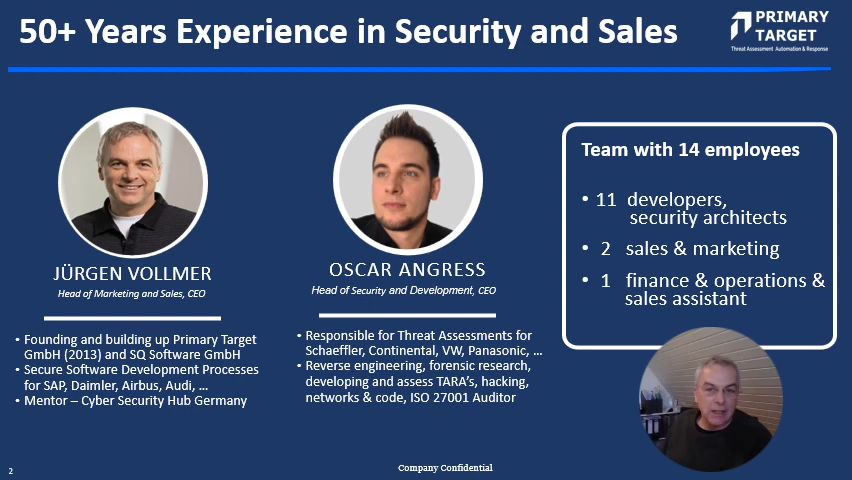 50+ Years Experience in Security and Sales
PRIMARY
TARGET
Threat Assessment Automation & Response
JÜRGEN VOLLMER
Head of Marketing and Sales, CEO
• Founding and building up Primary Target
GmbH (2013) and SQ Software GmbH
• Secure Software Development Processes
for SAP, Daimler, Airbus, Audi, ...
• Mentor – Cyber Security Hub Germany
OSCAR ANGRESS
Head of Security and Development, CEO
• Responsible for Threat Assessments for
Schaeffler, Continental, VW, Panasonic, ...
• Reverse engineering, forensic research,
developing and assess TARA's, hacking,
networks & code, ISO 27001 Auditor
Team with 14 employees
• 11 developers,
security architects
• 2 sales & marketing
• 1 finance & operations &
sales assistant
2
Company Confidential